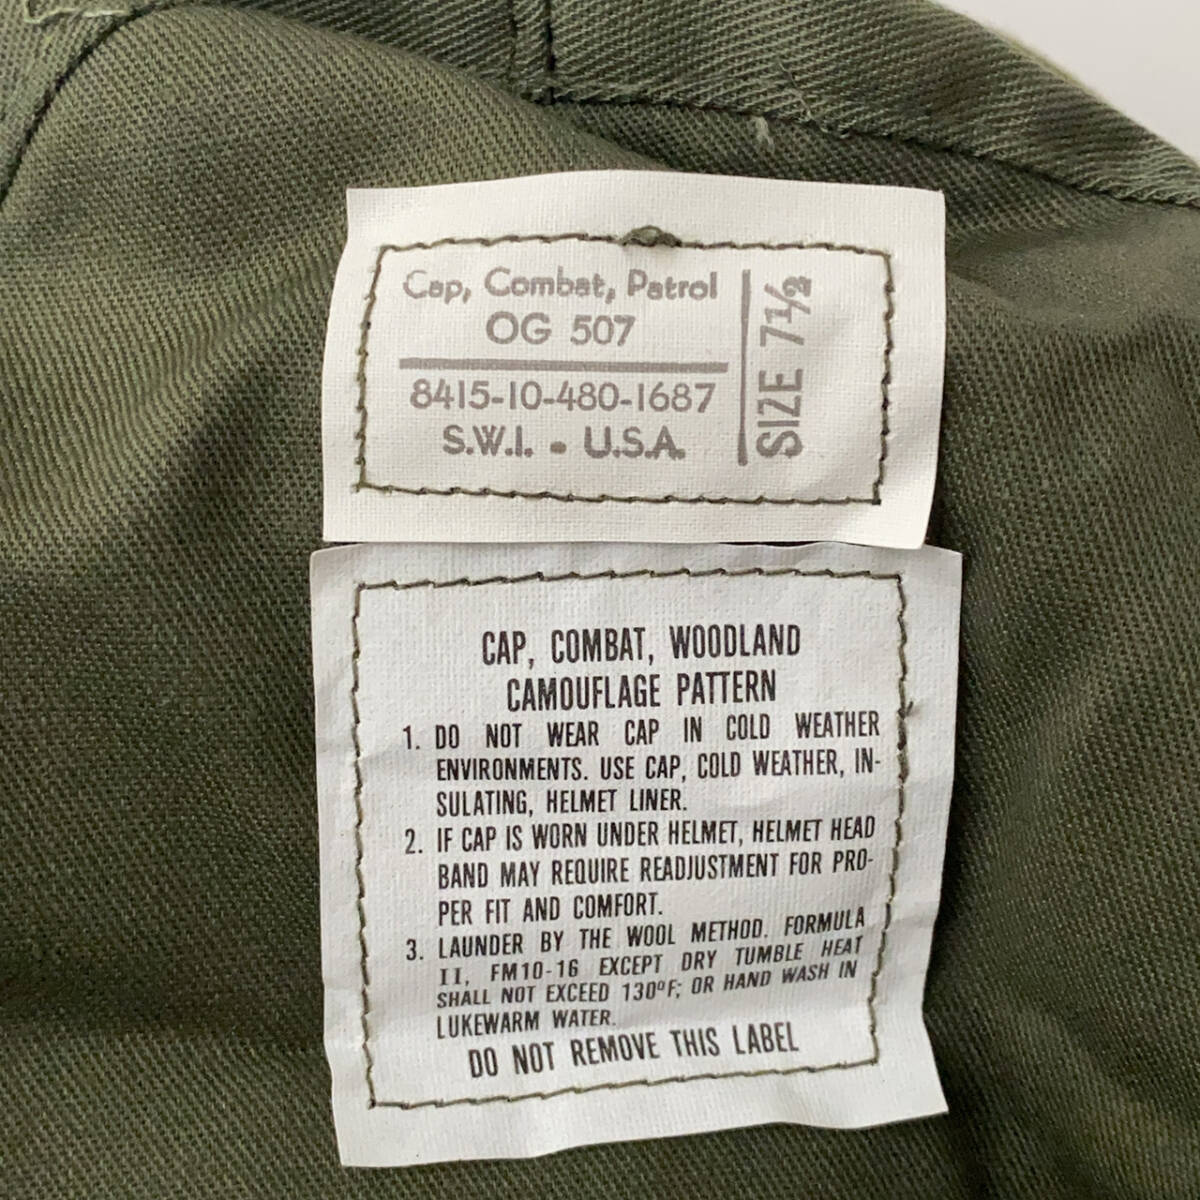 Cap, Combat, Patrol
OG 507
8415-10-480-1687
S.W.I. - U.S.A.
SIZE 7½
CAP, COMBAT, WOODLAND
CAMOUFLAGE PATTERN
1. DO NOT WEAR CAP IN COLD WEATHER
ENVIRONMENTS. USE CAP, COLD WEATHER, IN-
SULATING, HELMET LINER.
2. IF CAP IS WORN UNDER HELMET, HELMET HEAD
BAND MAY REQUIRE READJUSTMENT FOR PRO-
PER FIT AND COMFORT.
3. LAUNDER BY THE WOOL METHOD. FORMULA
II, FM10-16 EXCEPT DRY TUMBLE HEAT
SHALL NOT EXCEED 130ºF; OR HAND WASH IN
LUKEWARM WATER.
DO NOT REMOVE THIS LABEL